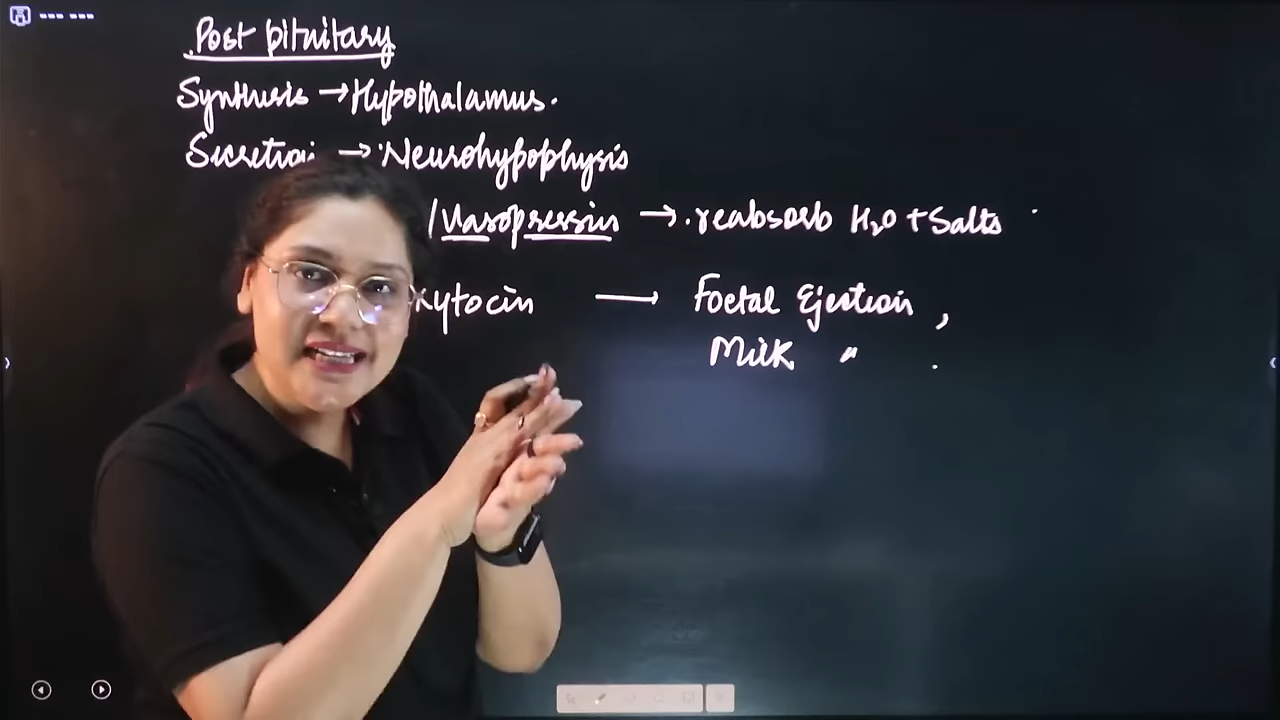 Post Pituitary
Synthesis → Hypothalamus.
Secretion → Neurohypophysis
/Vasopressin → reabsorb H₂O + Salts
xytocin → Foetal Ejection,
Milk " .